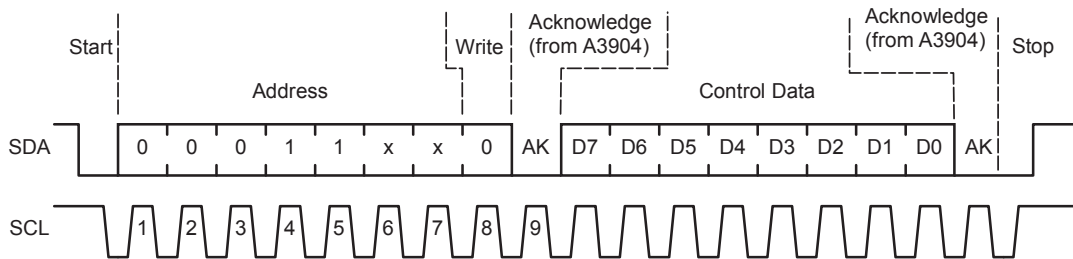 Start
Write
Acknowledge
(from A3904)
Acknowledge
(from A3904)
Stop
Address
Control Data
SDA
0 0 0 1 1 x x 0 AK D7 D6 D5 D4 D3 D2 D1 D0 AK
SCL
1 2 3 4 5 6 7 8 9